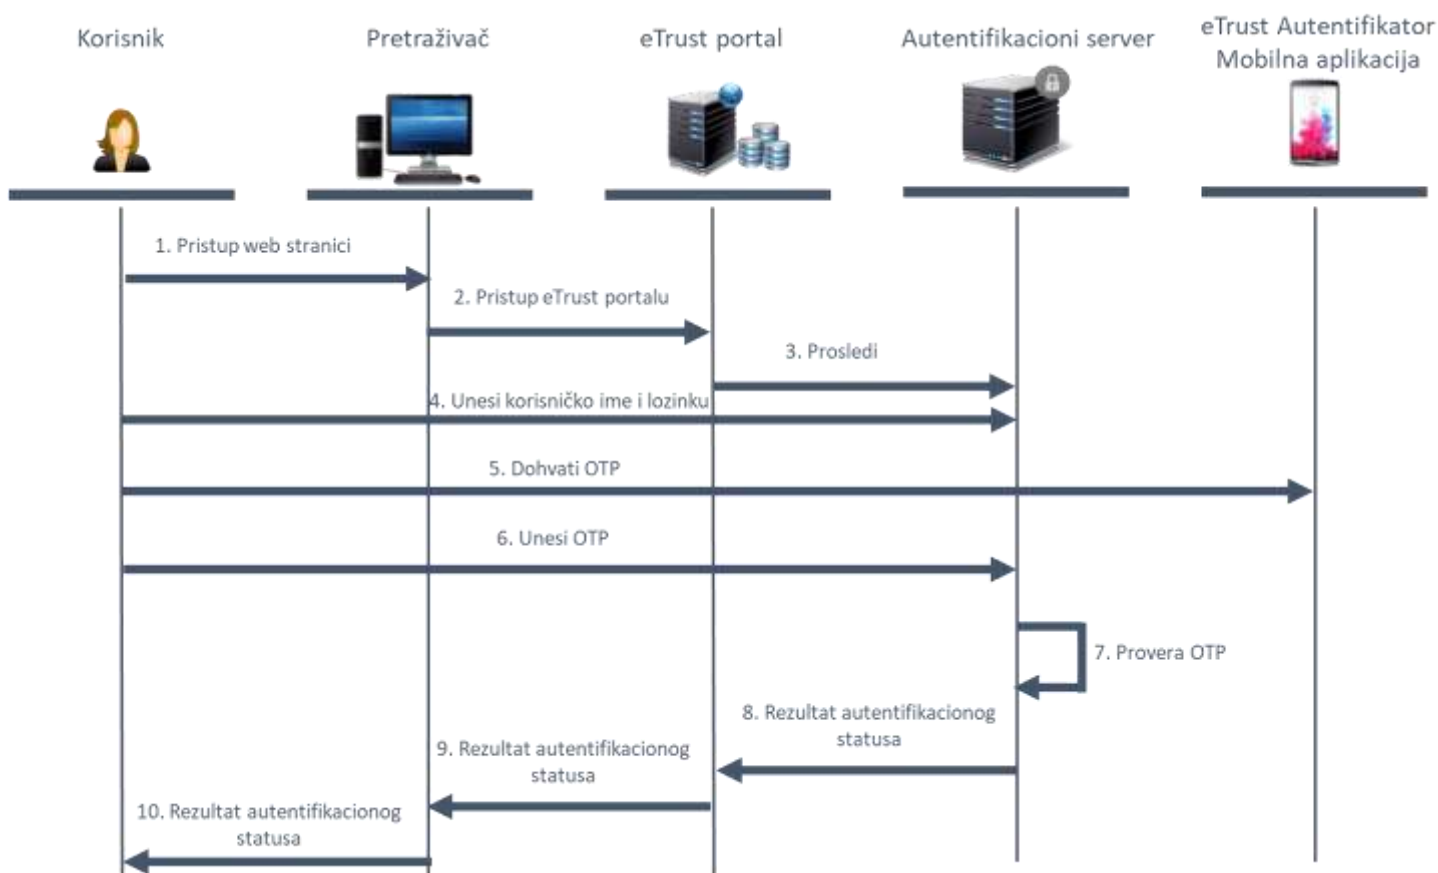 Korisnik
Pretraživač
eTrust portal
Autentifikacioni server
eTrust Autentifikator
Mobilna aplikacija
1. Pristup web stranici
2. Pristup eTrust portalu
3. Prosledi
4. Unesi korisničko ime i lozinku
5. Dohvati OTP
6. Unesi OTP
7. Provera OTP
8. Rezultat autentifikacionog
statusa
9. Rezultat autentifikacionog
statusa
10. Rezultat autentifikacionog
statusa